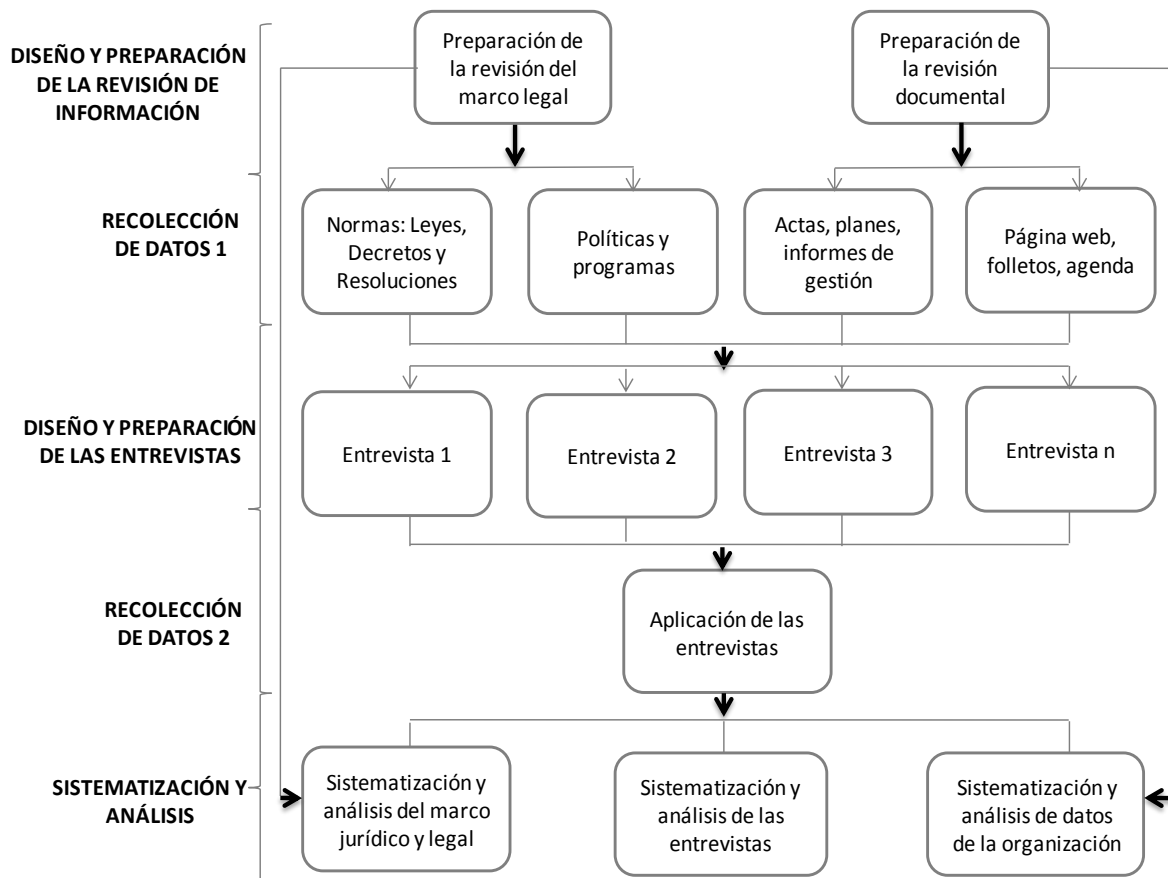 DISEÑO Y PREPARACIÓN
DE LA REVISIÓN DE
INFORMACIÓN
Preparación de
la revisión del
marco legal
Preparación de
la revisión
documental
RECOLECCIÓN
DE DATOS 1
Normas: Leyes,
Decretos y
Resoluciones
Políticas y
programas
Actas, planes,
informes de
gestión
Página web,
folletos, agenda
DISEÑO Y PREPARACIÓN
DE LAS ENTREVISTAS
Entrevista 1
Entrevista 2
Entrevista 3
Entrevista n
RECOLECCIÓN
DE DATOS 2
Aplicación de las
entrevistas
SISTEMATIZACIÓN Y
ANÁLISIS
Sistematización y
análisis del marco
jurídico y legal
Sistematización y
análisis de las
entrevistas
Sistematización y
análisis de datos
de la organización